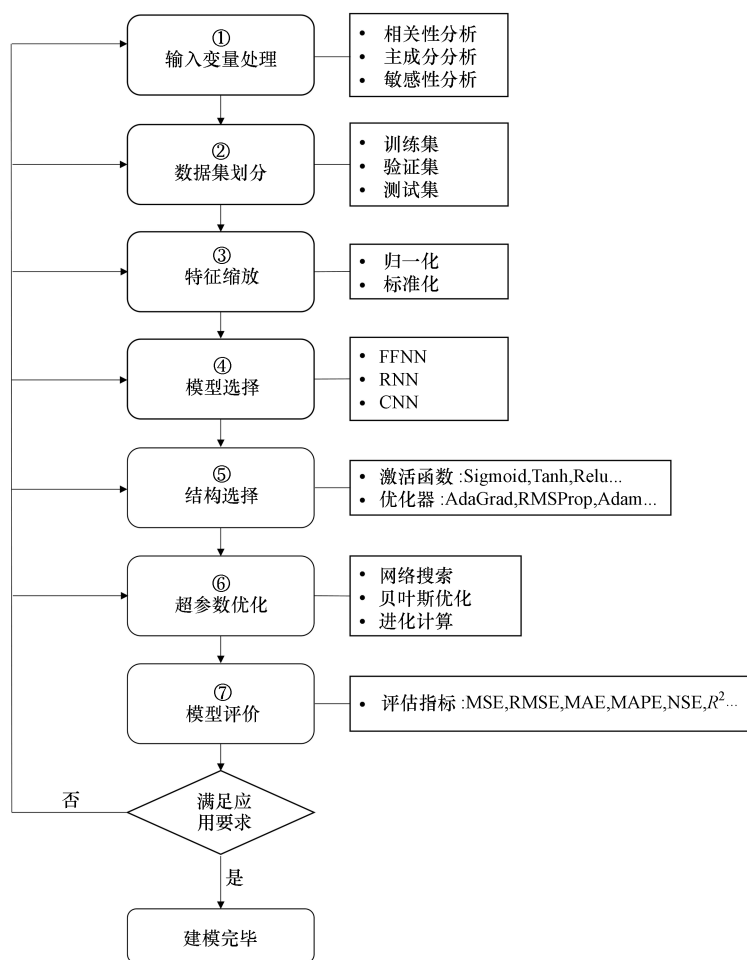 ①
输入变量处理
• 相关性分析
• 主成分分析
• 敏感性分析
②
数据集划分
• 训练集
• 验证集
• 测试集
③
特征缩放
• 归一化
• 标准化
④
模型选择
• FFNN
• RNN
• CNN
⑤
结构选择
• 激活函数:Sigmoid,Tanh,Relu...
• 优化器:AdaGrad,RMSProp,Adam...
⑥
超参数优化
• 网络搜索
• 贝叶斯优化
• 进化计算
⑦
模型评价
• 评估指标:MSE,RMSE,MAE,MAPE,NSE,R²...
否
满足应
用要求
是
建模完毕